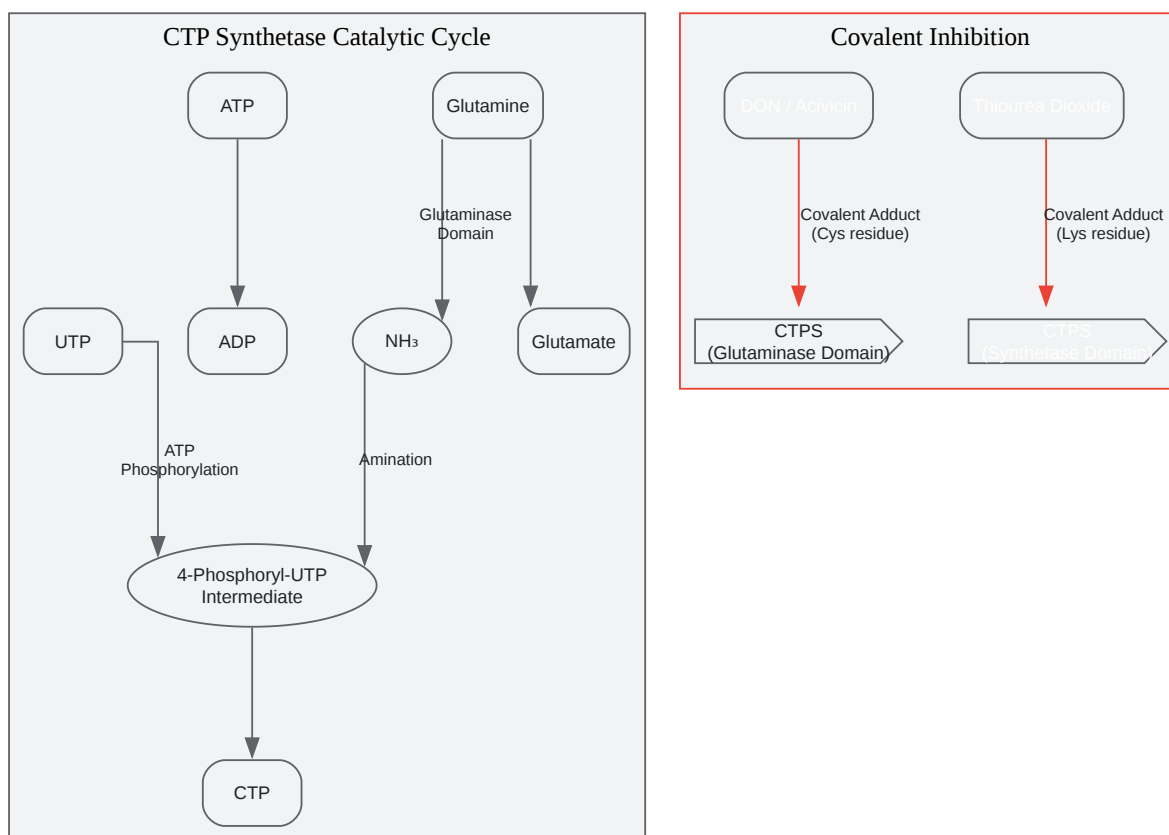 CTP Synthetase Catalytic Cycle
ATP
Glutamine
Glutaminase
Domain
UTP
ADP
NH₃
Glutamate
ATP
Phosphorylation
Amination
4-Phosphoryl-UTP
Intermediate
CTP
Covalent Inhibition
DON / Acivicin
Thiourea Dioxide
Covalent Adduct
(Cys residue)
Covalent Adduct
(Lys residue)
CTPS
(Glutaminase Domain)
CTPS
(Synthetase Domain)